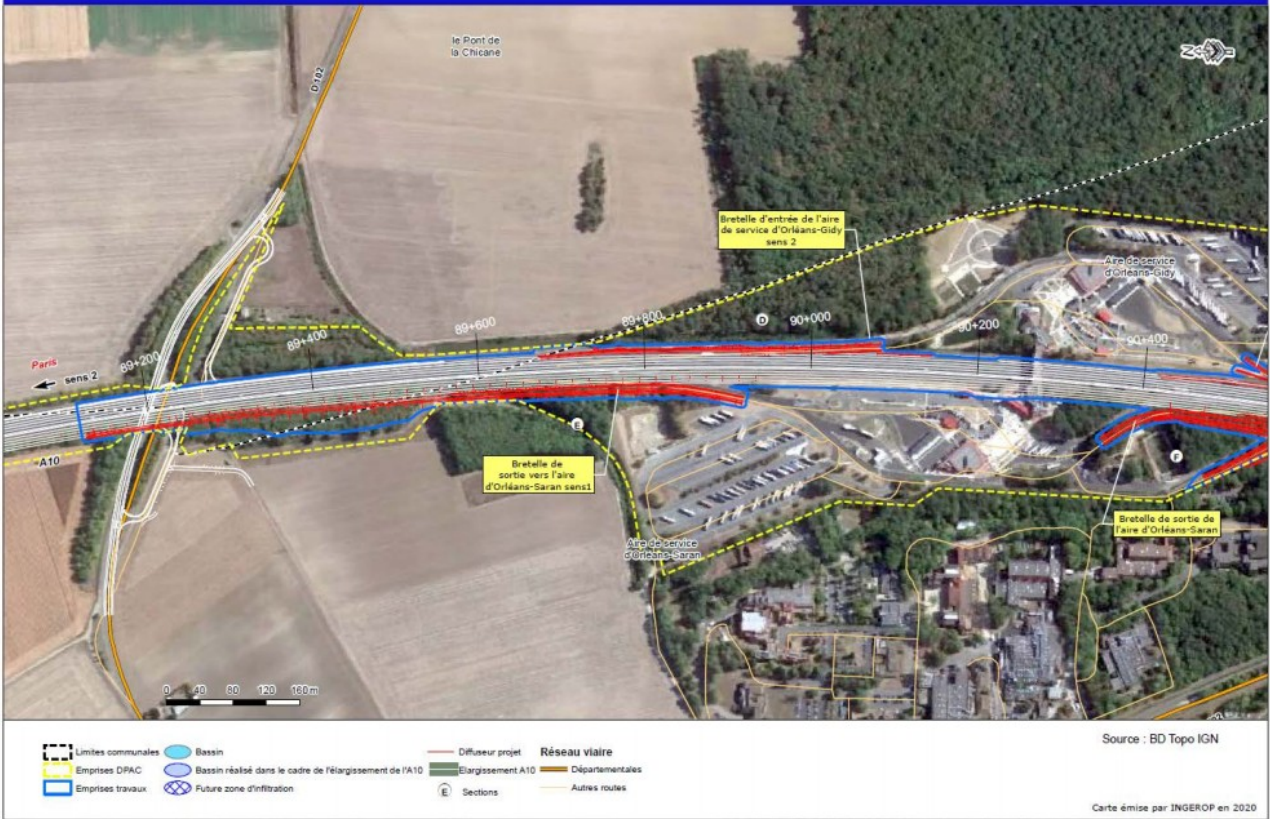 le Pont de
la Chicane
N
D 102
Bretelle d'entrée de l'aire
de service d'Orléans-Gidy
sens 2
Aire de service
d'Orléans-Gidy
89+200
89+400
89+600
89+800
D
90+000
90+200
90+400
Paris
sens 2
A10
E
F
Bretelle de
sortie vers l'aire
d'Orléans-Saran sens1
Bretelle de sortie de
l'aire d'Orléans-Saran
Aire de service
d'Orléans-Saran
0 40 80 120 160 m
Limites communales
Emprises DPAC
Emprises travaux
Bassin
Bassin réalisé dans le cadre de l'élargissement de l'A10
Future zone d'infiltration
Diffuseur projet
Elargissement A10
E Sections
Réseau viaire
Départementales
Autres routes
Source : BD Topo IGN
Carte émise par INGEROP en 2020